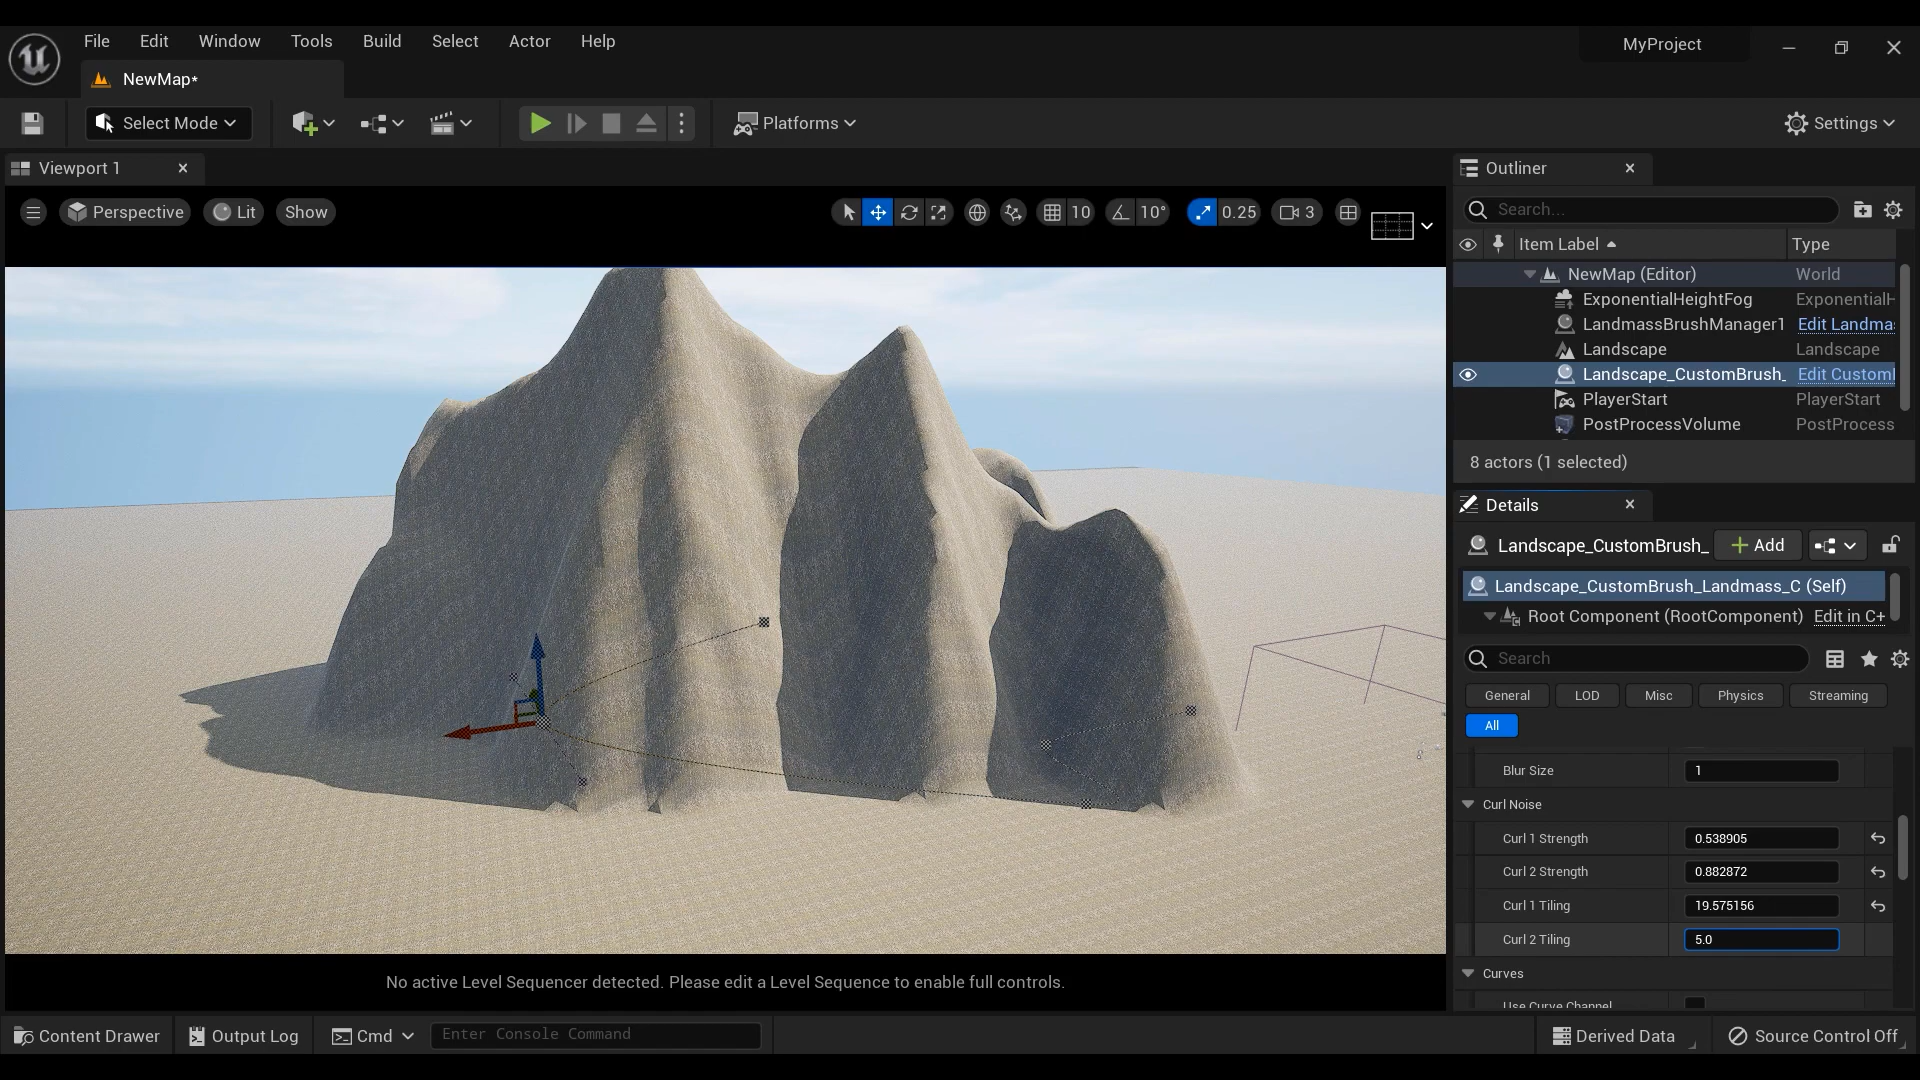 File Edit Window Tools Build Select Actor Help
MyProject
NewMap*
Select Mode
Platforms
Settings
Viewport 1
Perspective Lit Show
10 10° 0.25 3
Outliner
Search...
Item Label Type
NewMap (Editor) World
ExponentialHeightFog ExponentialH
LandmassBrushManager1 Edit Landma
Landscape Landscape
Landscape_CustomBrush_ Edit Custom
PlayerStart PlayerStart
PostProcessVolume PostProcess
8 actors (1 selected)
Details
Landscape_CustomBrush_ Add
Landscape_CustomBrush_Landmass_C (Self)
Root Component (RootComponent) Edit in C+
Search
General LOD Misc Physics Streaming
All
Blur Size 1
Curl Noise
Curl 1 Strength 0.538905
Curl 2 Strength 0.882872
Curl 1 Tiling 19.575156
Curl 2 Tiling 5.0
Curves
Use Curve Channel
No active Level Sequencer detected. Please edit a Level Sequence to enable full controls.
Content Drawer Output Log Cmd Enter Console Command
Derived Data Source Control Off